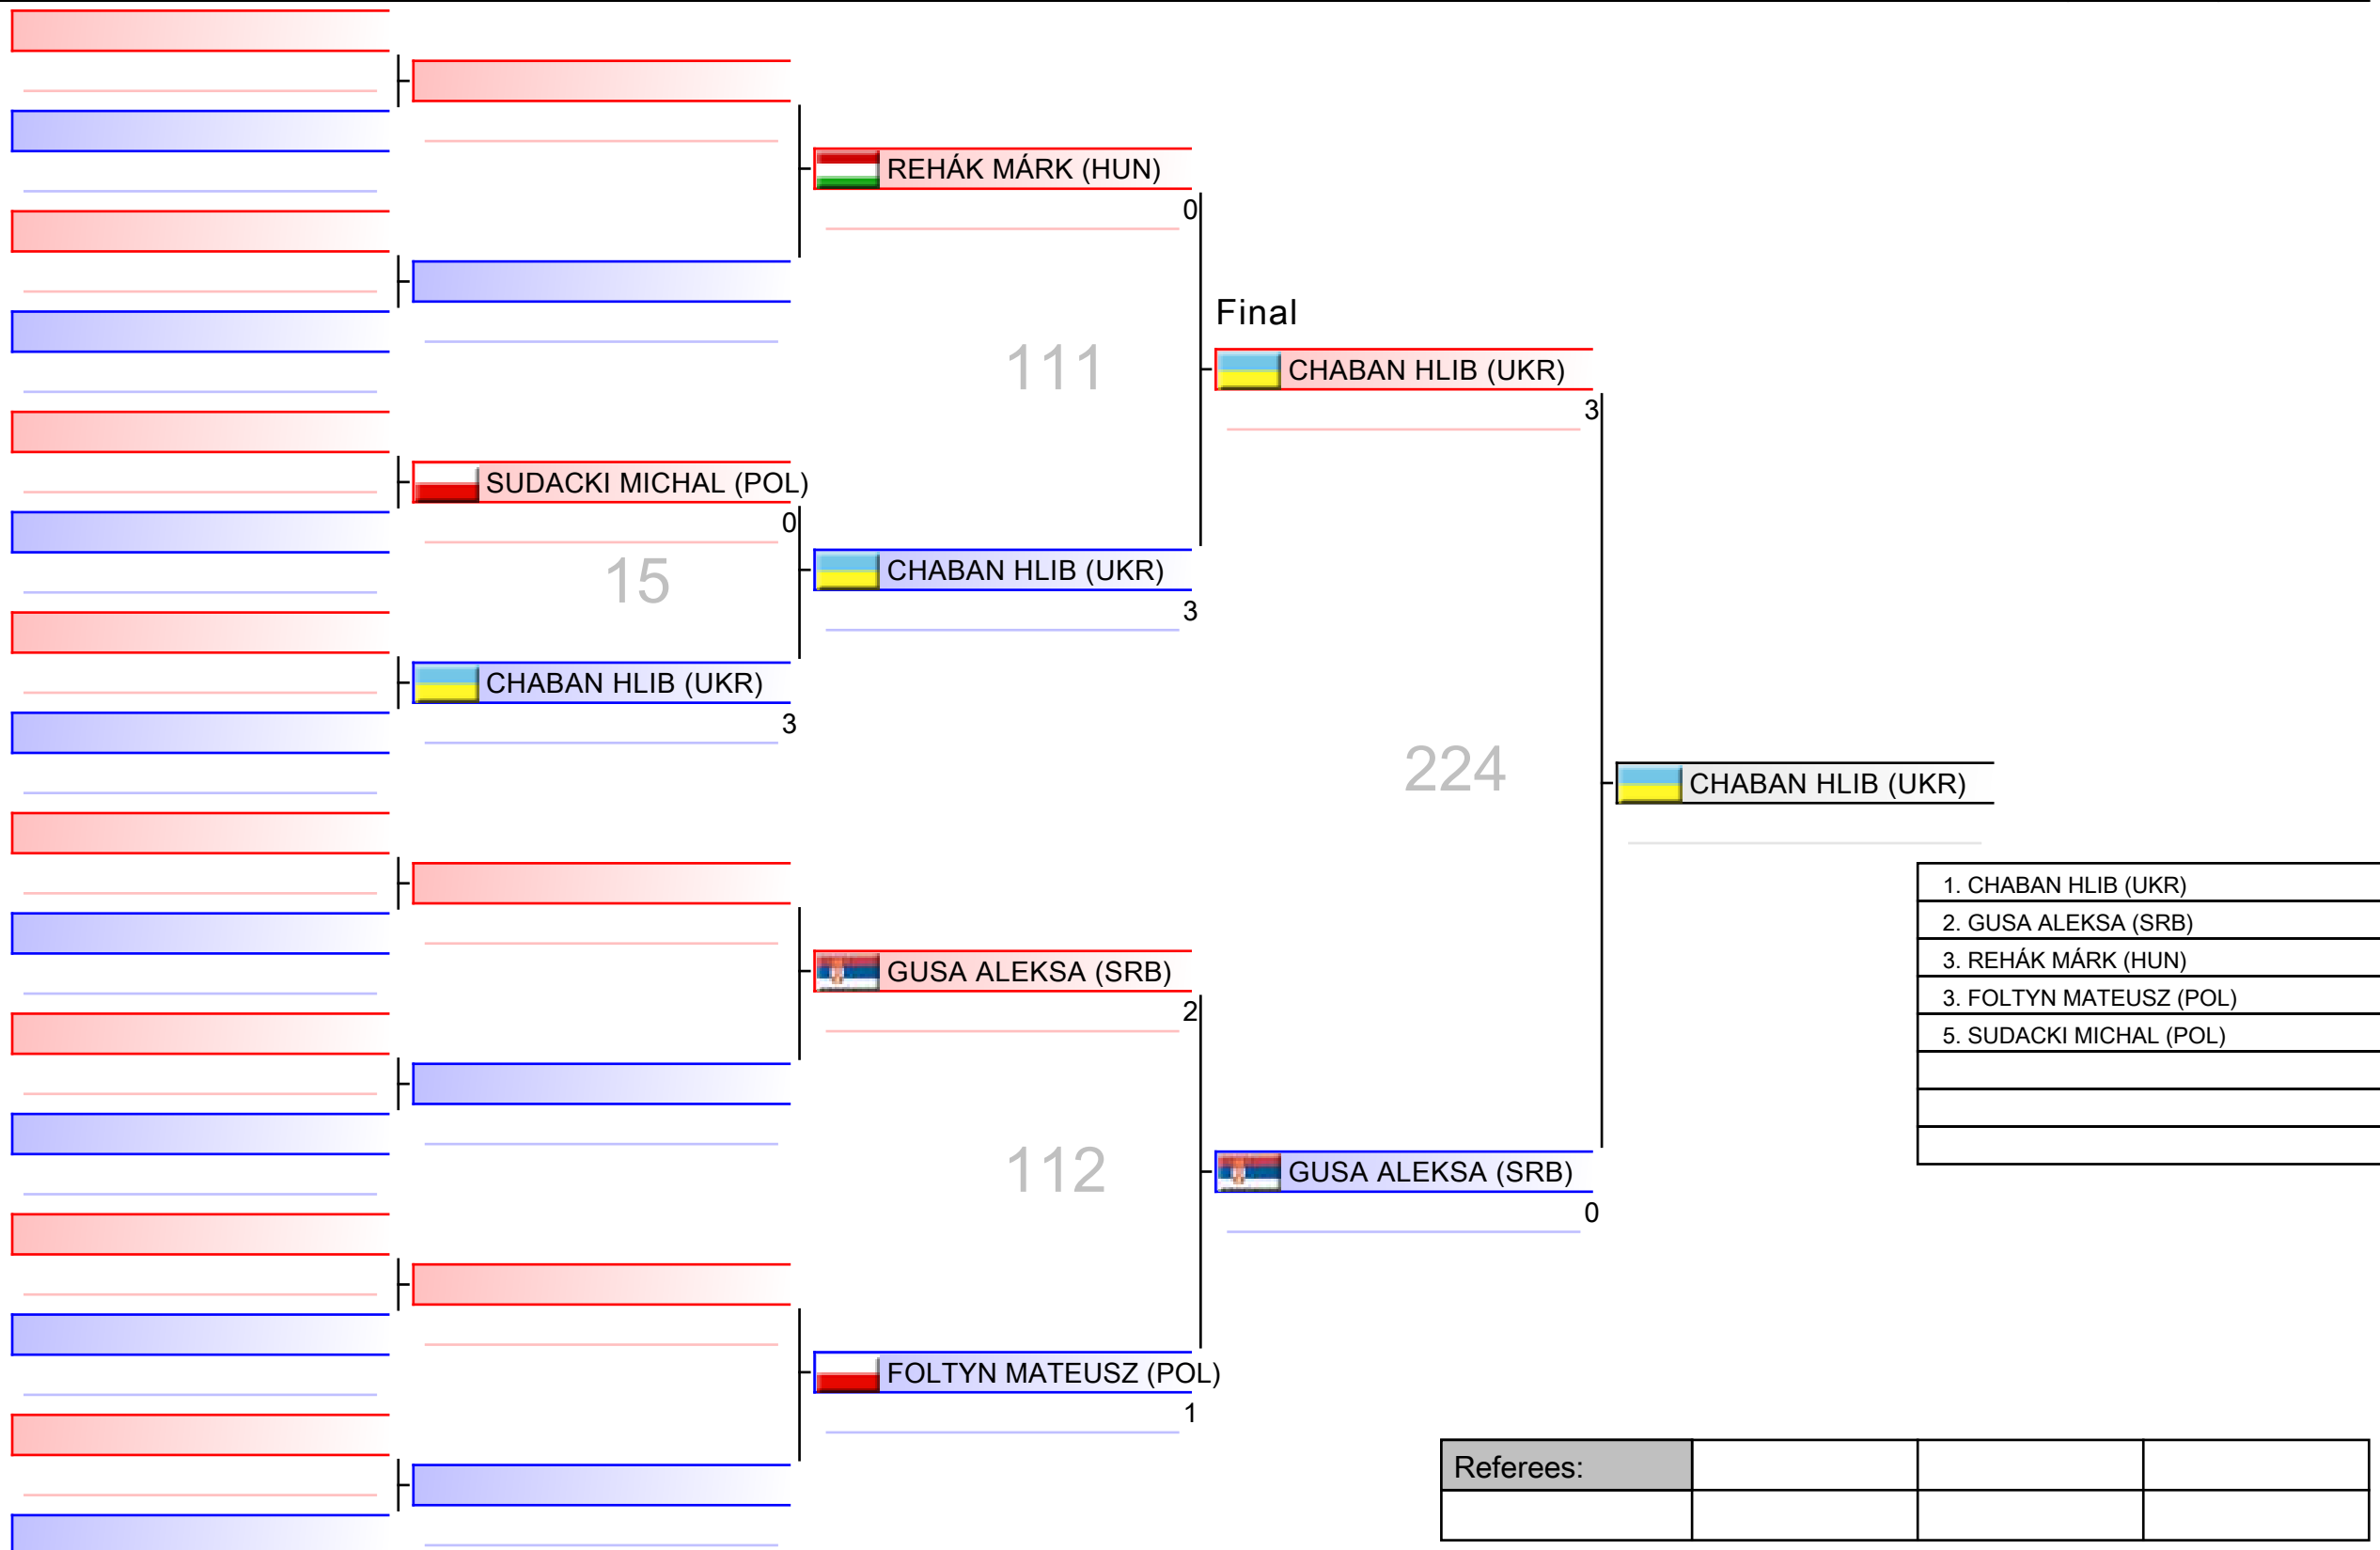 REHÁK MÁRK (HUN)
0
Final
111
CHABAN HLIB (UKR)
3
SUDACKI MICHAL (POL)
0
15
CHABAN HLIB (UKR)
3
CHABAN HLIB (UKR)
3
224
CHABAN HLIB (UKR)
1. CHABAN HLIB (UKR)
2. GUSA ALEKSA (SRB)
3. REHÁK MÁRK (HUN)
3. FOLTYN MATEUSZ (POL)
5. SUDACKI MICHAL (POL)
GUSA ALEKSA (SRB)
2
112
GUSA ALEKSA (SRB)
0
FOLTYN MATEUSZ (POL)
1
Referees: